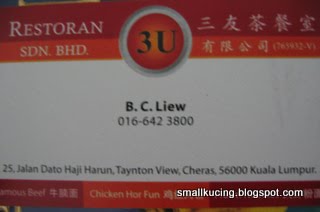 RESTORAN
SDN. BHD.
3U
三友茶餐室
有限公司 (765932-V)
B. C. Liew
016-642 3800
25, Jalan Dato Haji Harun, Taynton View, Cheras, 56000 Kuala Lumpur.
amous Beef 牛腩面 Chicken Hor Fun
smallkucing.blogspot.com